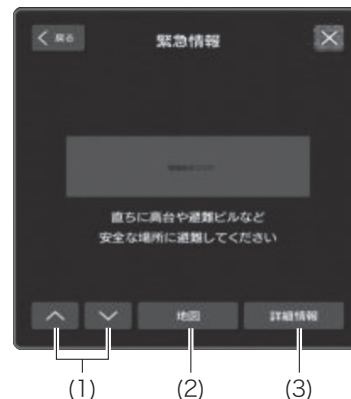 戻る
緊急情報
直ちに高台や避難ビルなど
安全な場所に避難してください
地図
詳細情報
(1)
(2)
(3)